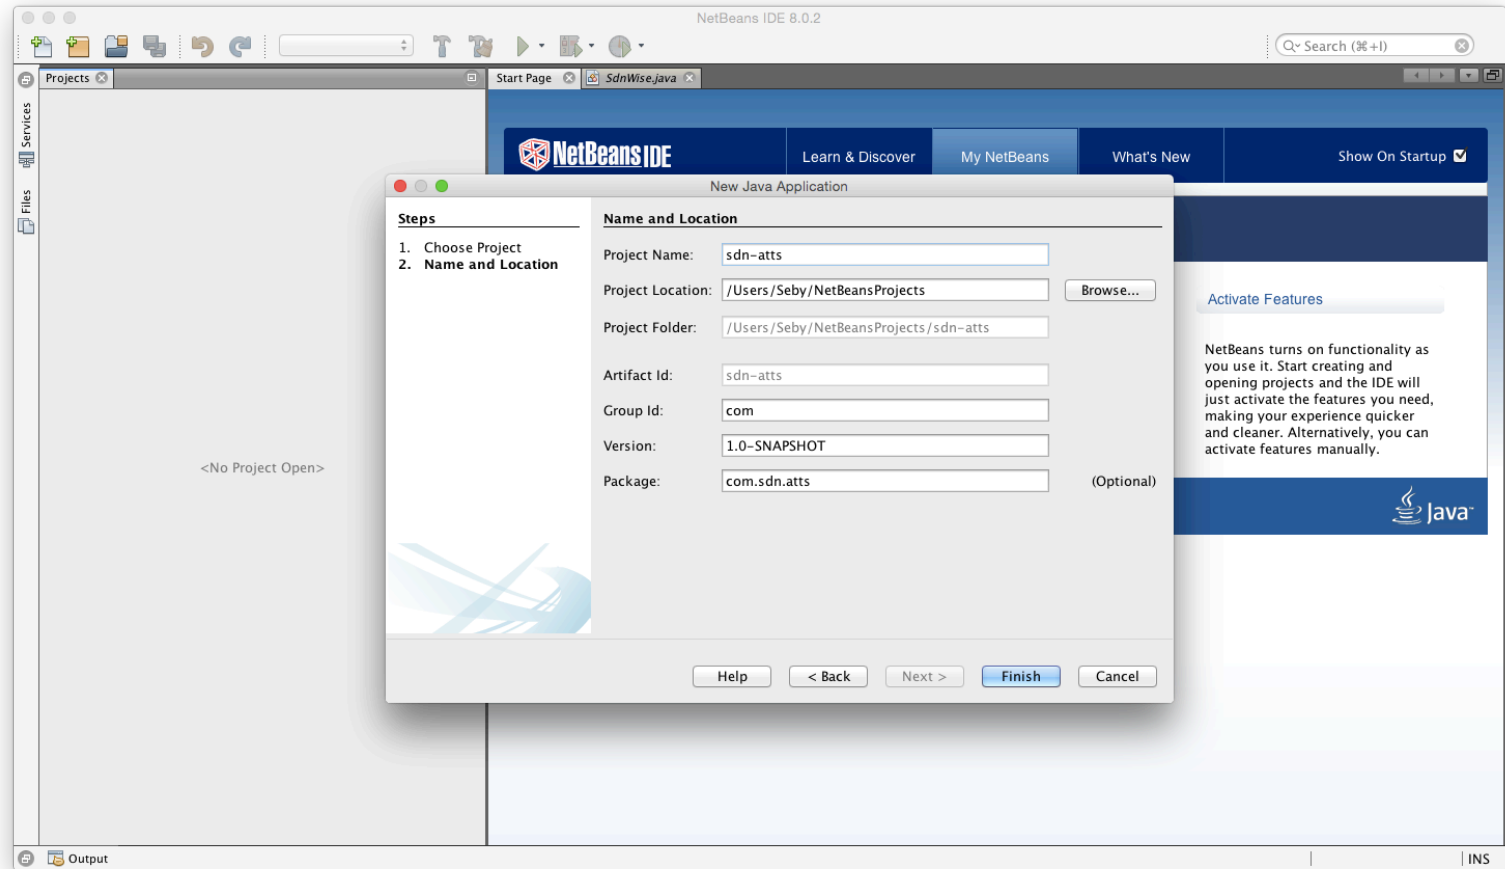 NetBeans IDE 8.0.2
Search (⌘+I)
Projects
Start Page
SdnWise.java
Services
Files
NetBeans IDE
Learn & Discover
My NetBeans
What's New
Show On Startup
New Java Application
Steps
1. Choose Project
2. Name and Location
Name and Location
Project Name: sdn-atts
Project Location: /Users/Seby/NetBeansProjects Browse...
Project Folder: /Users/Seby/NetBeansProjects/sdn-atts
Artifact Id: sdn-atts
Group Id: com
Version: 1.0-SNAPSHOT
Package: com.sdn.atts (Optional)
Help < Back Next > Finish Cancel
<No Project Open>
Activate Features
NetBeans turns on functionality as
you use it. Start creating and
opening projects and the IDE will
just activate the features you need,
making your experience quicker
and cleaner. Alternatively, you can
activate features manually.
Java™
Output
INS